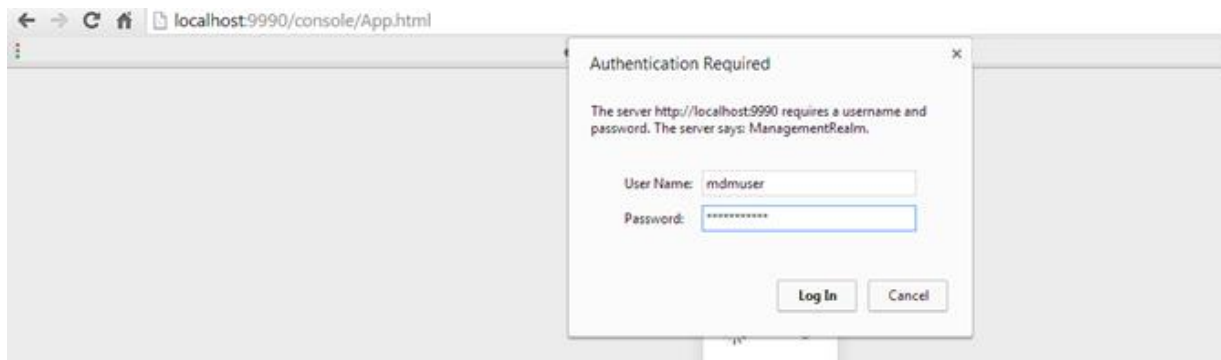 localhost:9990/console/App.html
Authentication Required
The server http://localhost:9990 requires a username and
password. The server says: ManagementRealm.
User Name: mdmuser
Password: ***********
Log In Cancel